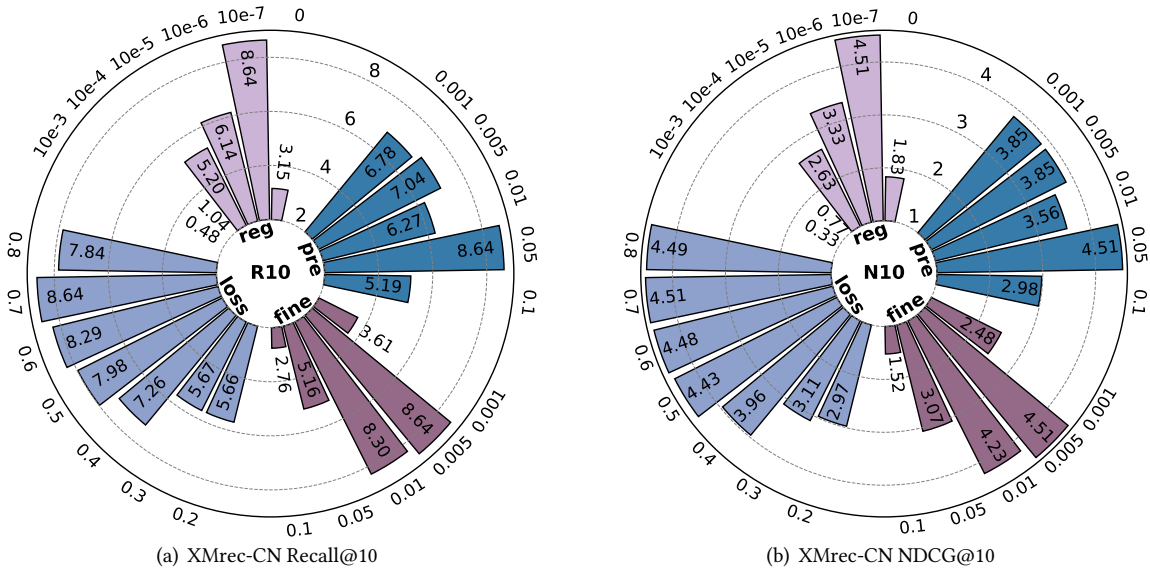 10e-3 10e-4 10e-5 10e-6 10e-7 0
0.001 0.005 0.01 0.05 0.1
0.001 0.005 0.01 0.05 0.1
0.2 0.3 0.4 0.5 0.6 0.7 0.8
2 4 6 8
reg
0.48 1.04 5.20 6.14 8.64 3.15
pre
6.78 7.04 6.27 8.64 5.19
fine
3.61 8.64 8.30 5.16 2.76
loss
5.66 5.67 7.26 7.98 8.29 8.64 7.84
R10
(a) XMrec-CN Recall@10
10e-3 10e-4 10e-5 10e-6 10e-7 0
0.001 0.005 0.01 0.05 0.1
0.001 0.005 0.01 0.05 0.1
0.2 0.3 0.4 0.5 0.6 0.7 0.8
1 2 3 4
reg
0.33 2.63 3.33 4.51 1.83
pre
3.85 3.85 3.56 4.51 2.98
fine
2.48 4.51 4.23 3.07 1.52
loss
2.97 3.11 3.96 4.43 4.48 4.51 4.49
N10
(b) XMrec-CN NDCG@10